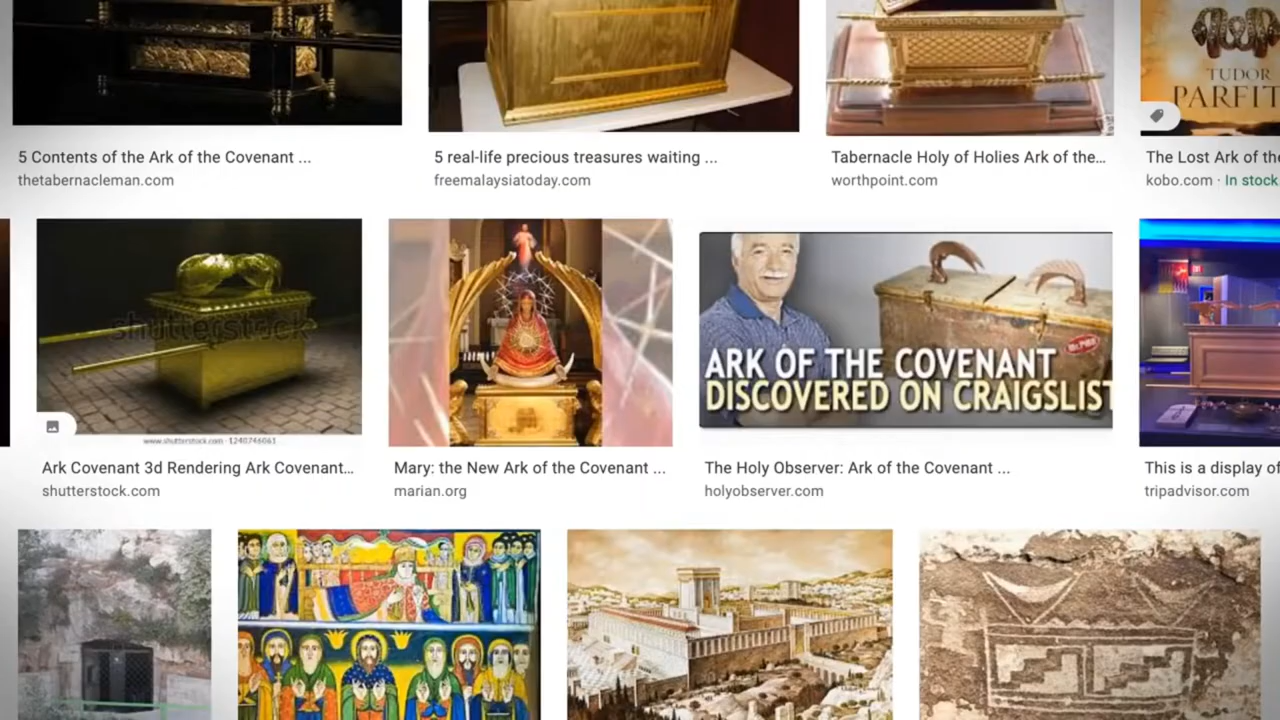 TUDOR
5 Contents of the Ark of the Covenant ...
thetabernacleman.com
5 real-life precious treasures waiting ...
freemalaysiatoday.com
Tabernacle Holy of Holies Ark of the...
worthpoint.com
The Lost Ark of the
kobo.com · In stock
shutterstock
www.shutterstock.com · 1240746061
ARK OF THE COVENANT
DISCOVERED ON CRAIGSLIST
Ark Covenant 3d Rendering Ark Covenant...
shutterstock.com
Mary: the New Ark of the Covenant ...
marian.org
The Holy Observer: Ark of the Covenant ...
holyobserver.com
This is a display of
tripadvisor.com